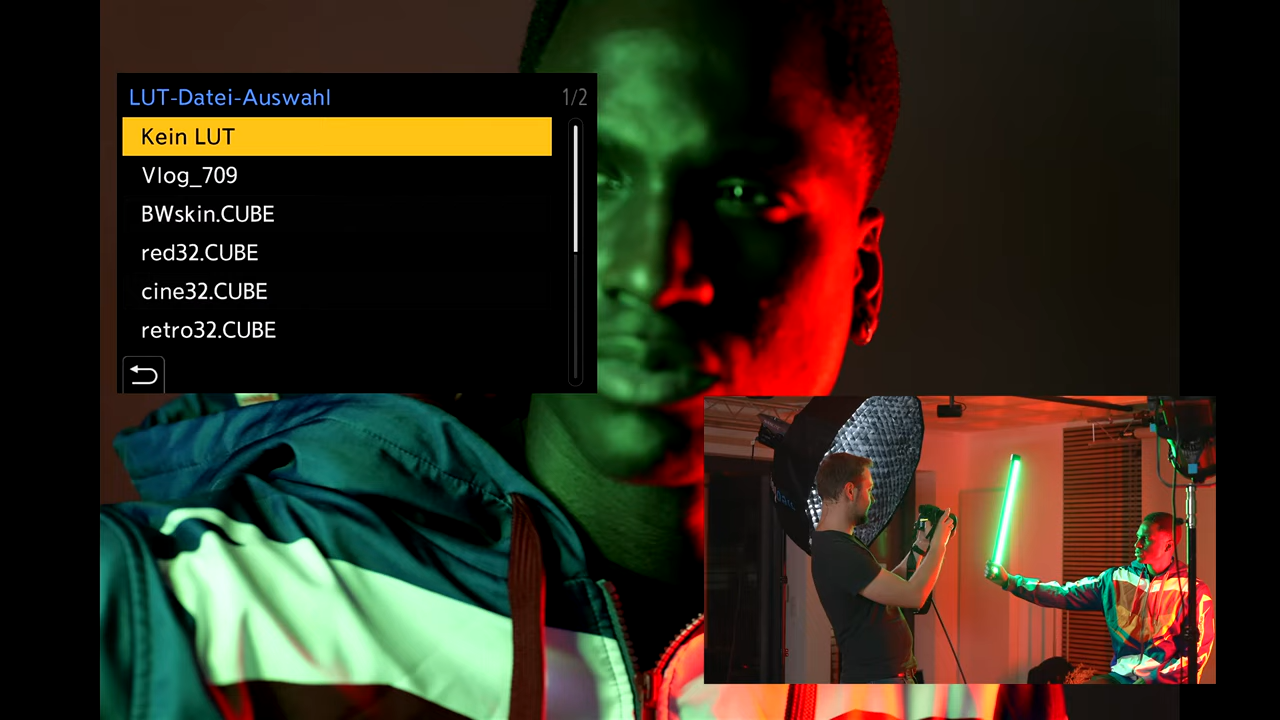 LUT-Datei-Auswahl
1/2
Kein LUT
Vlog_709
BWskin.CUBE
red32.CUBE
cine32.CUBE
retro32.CUBE